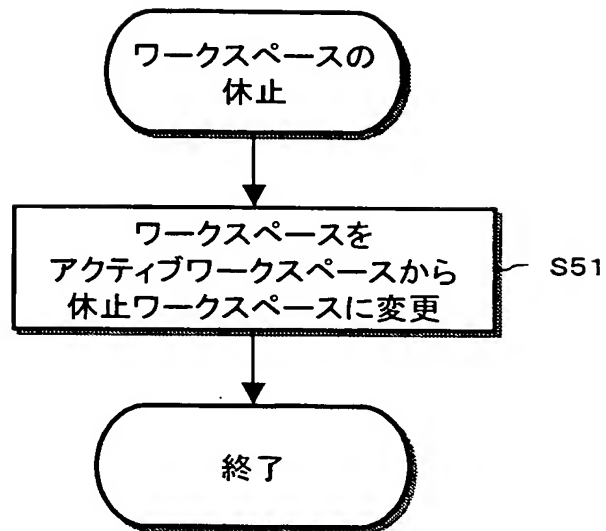 ワークスペースの
休止
ワークスペースを
アクティブワークスペースから
休止ワークスペースに変更
S51
終了